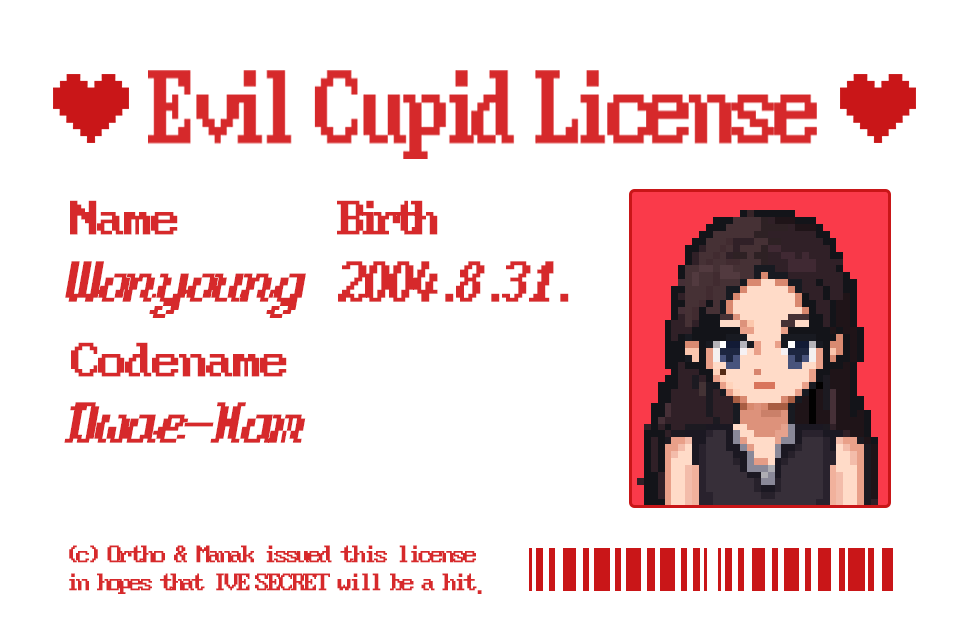 Evil Cupid License
Name
Birth
Wonyoung
2004.8.31.
Codename
Dwae-Ham
(c) Ortho & Manak issued this license
in hopes that IVE SECRET will be a hit.